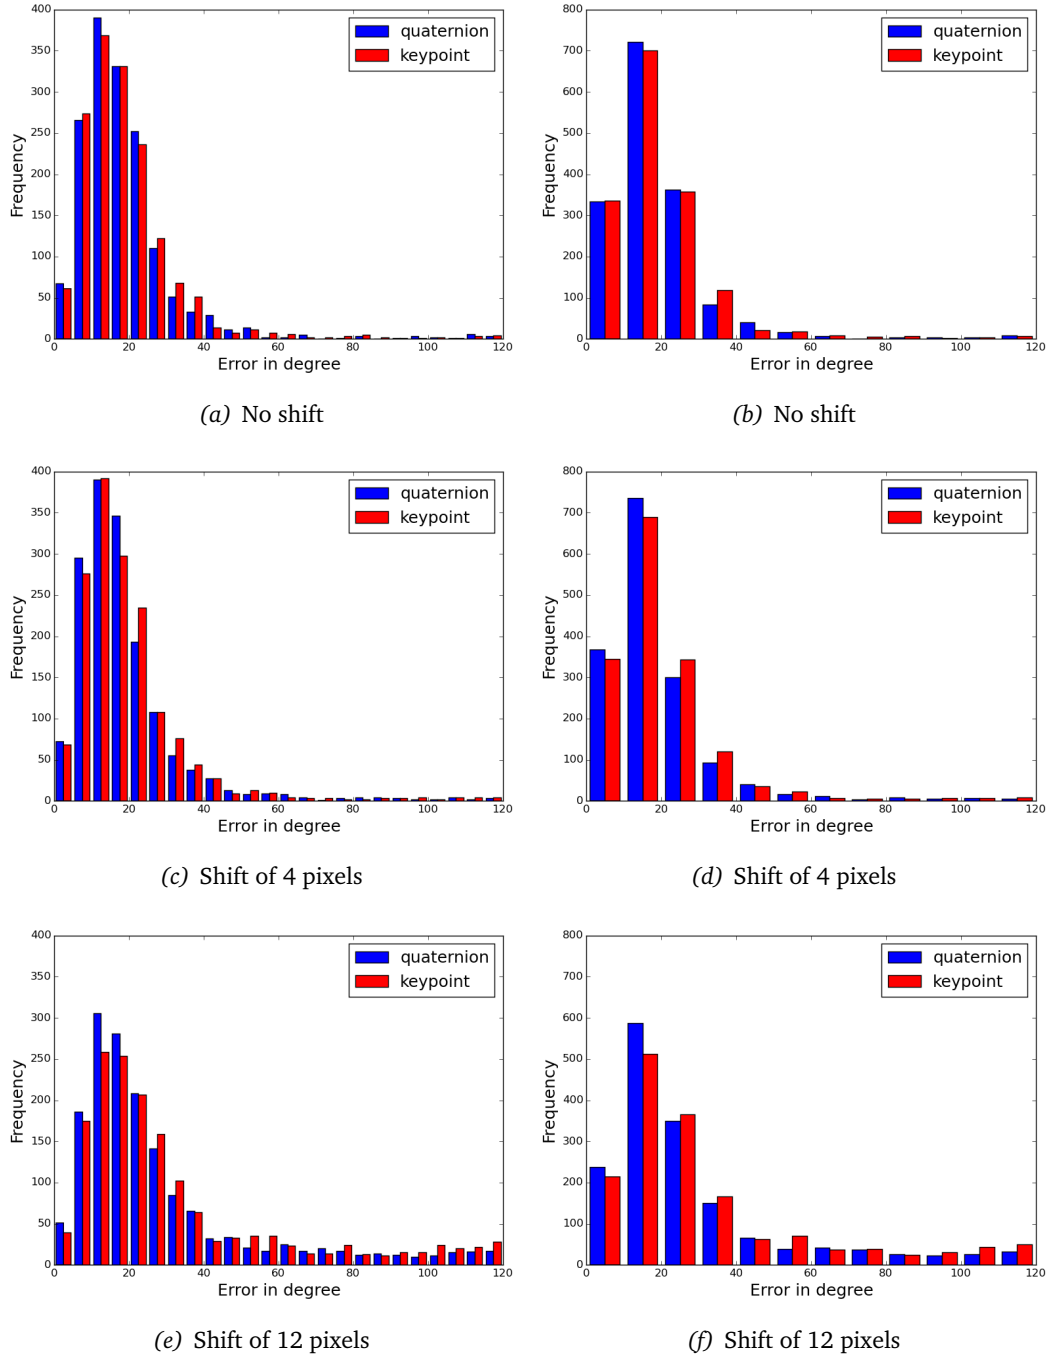 400
350
300
250
200
150
100
50
0
Frequency
quaternion
keypoint
0 20 40 60 80 100 120
Error in degree
(a) No shift
800
700
600
500
400
300
200
100
0
Frequency
quaternion
keypoint
0 20 40 60 80 100 120
Error in degree
(b) No shift
400
350
300
250
200
150
100
50
0
Frequency
quaternion
keypoint
0 20 40 60 80 100 120
Error in degree
(c) Shift of 4 pixels
800
700
600
500
400
300
200
100
0
Frequency
quaternion
keypoint
0 20 40 60 80 100 120
Error in degree
(d) Shift of 4 pixels
400
350
300
250
200
150
100
50
0
Frequency
quaternion
keypoint
0 20 40 60 80 100 120
Error in degree
(e) Shift of 12 pixels
800
700
600
500
400
300
200
100
0
Frequency
quaternion
keypoint
0 20 40 60 80 100 120
Error in degree
(f) Shift of 12 pixels